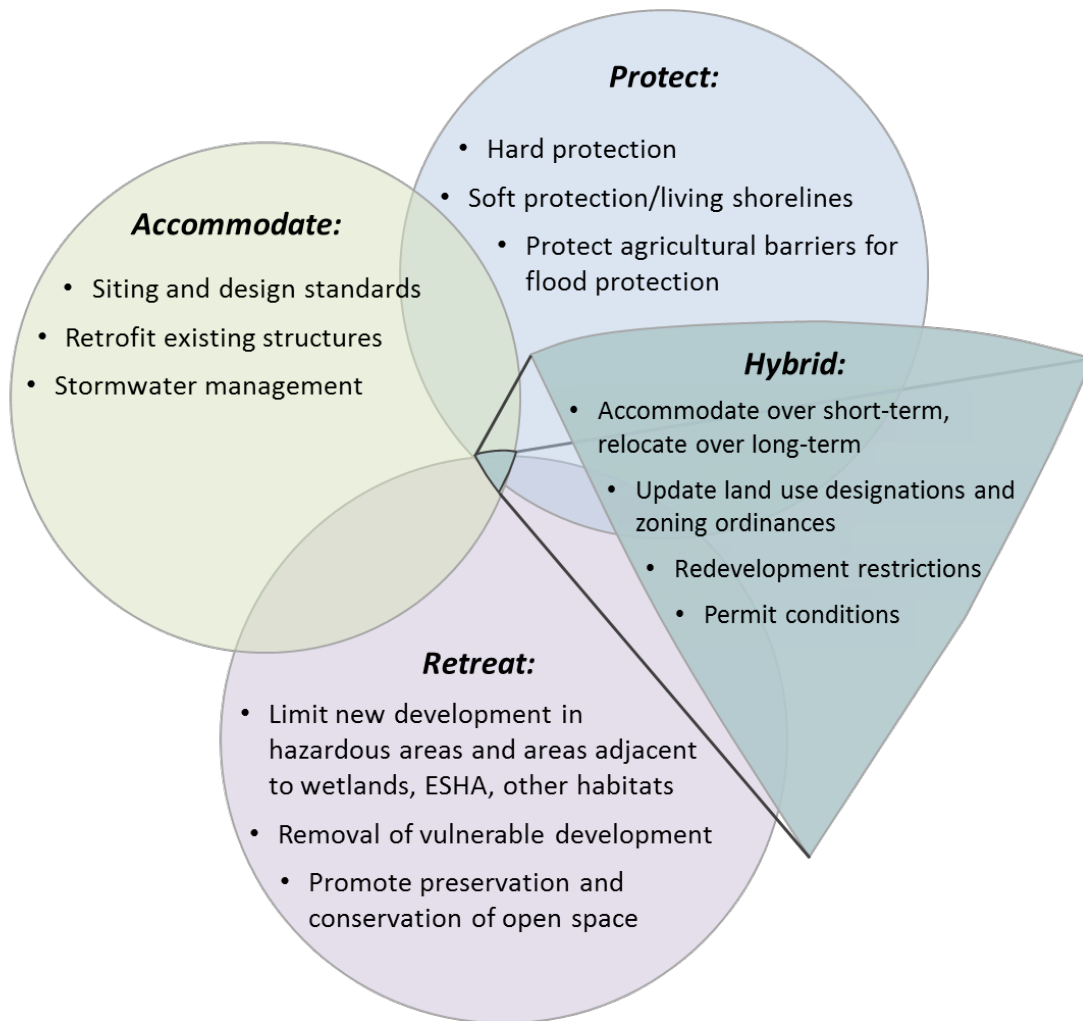 Protect:
• Hard protection
• Soft protection/living shorelines
• Protect agricultural barriers for
flood protection
Accommodate:
• Siting and design standards
• Retrofit existing structures
• Stormwater management
Hybrid:
• Accommodate over short-term,
relocate over long-term
• Update land use designations and
zoning ordinances
• Redevelopment restrictions
• Permit conditions
Retreat:
• Limit new development in
hazardous areas and areas adjacent
to wetlands, ESHA, other habitats
• Removal of vulnerable development
• Promote preservation and
conservation of open space